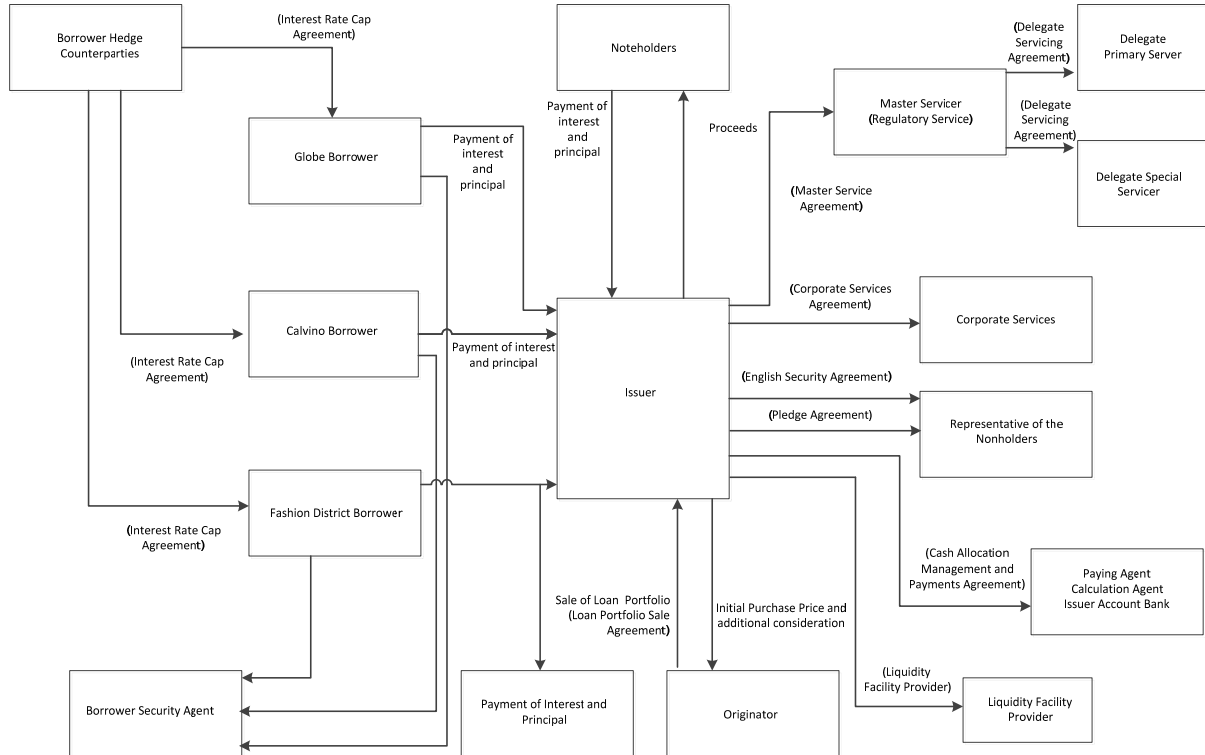 (Interest Rate Cap
Agreement)
Borrower Hedge
Counterparties
Noteholders
(Delegate
Servicing
Agreement)
Delegate
Primary Server
Master Servicer
(Regulatory Service)
(Delegate
Servicing
Agreement)
Delegate Special
Servicer
Globe Borrower
Payment of
interest
and
principal
Payment of
interest
and
principal
Proceeds
(Master Service
Agreement)
Calvino Borrower
(Interest Rate Cap
Agreement)
Payment of interest
and principal
Issuer
(Corporate Services
Agreement)
Corporate Services
(English Security Agreement)
(Pledge Agreement)
Representative of the
Nonholders
Fashion District Borrower
(Interest Rate Cap
Agreement)
(Cash Allocation
Management and
Payments Agreement)
Paying Agent
Calculation Agent
Issuer Account Bank
Sale of Loan Portfolio
(Loan Portfolio Sale
Agreement)
Initial Purchase Price and
additional consideration
(Liquidity
Facility Provider)
Liquidity Facility
Provider
Borrower Security Agent
Payment of Interest and
Principal
Originator